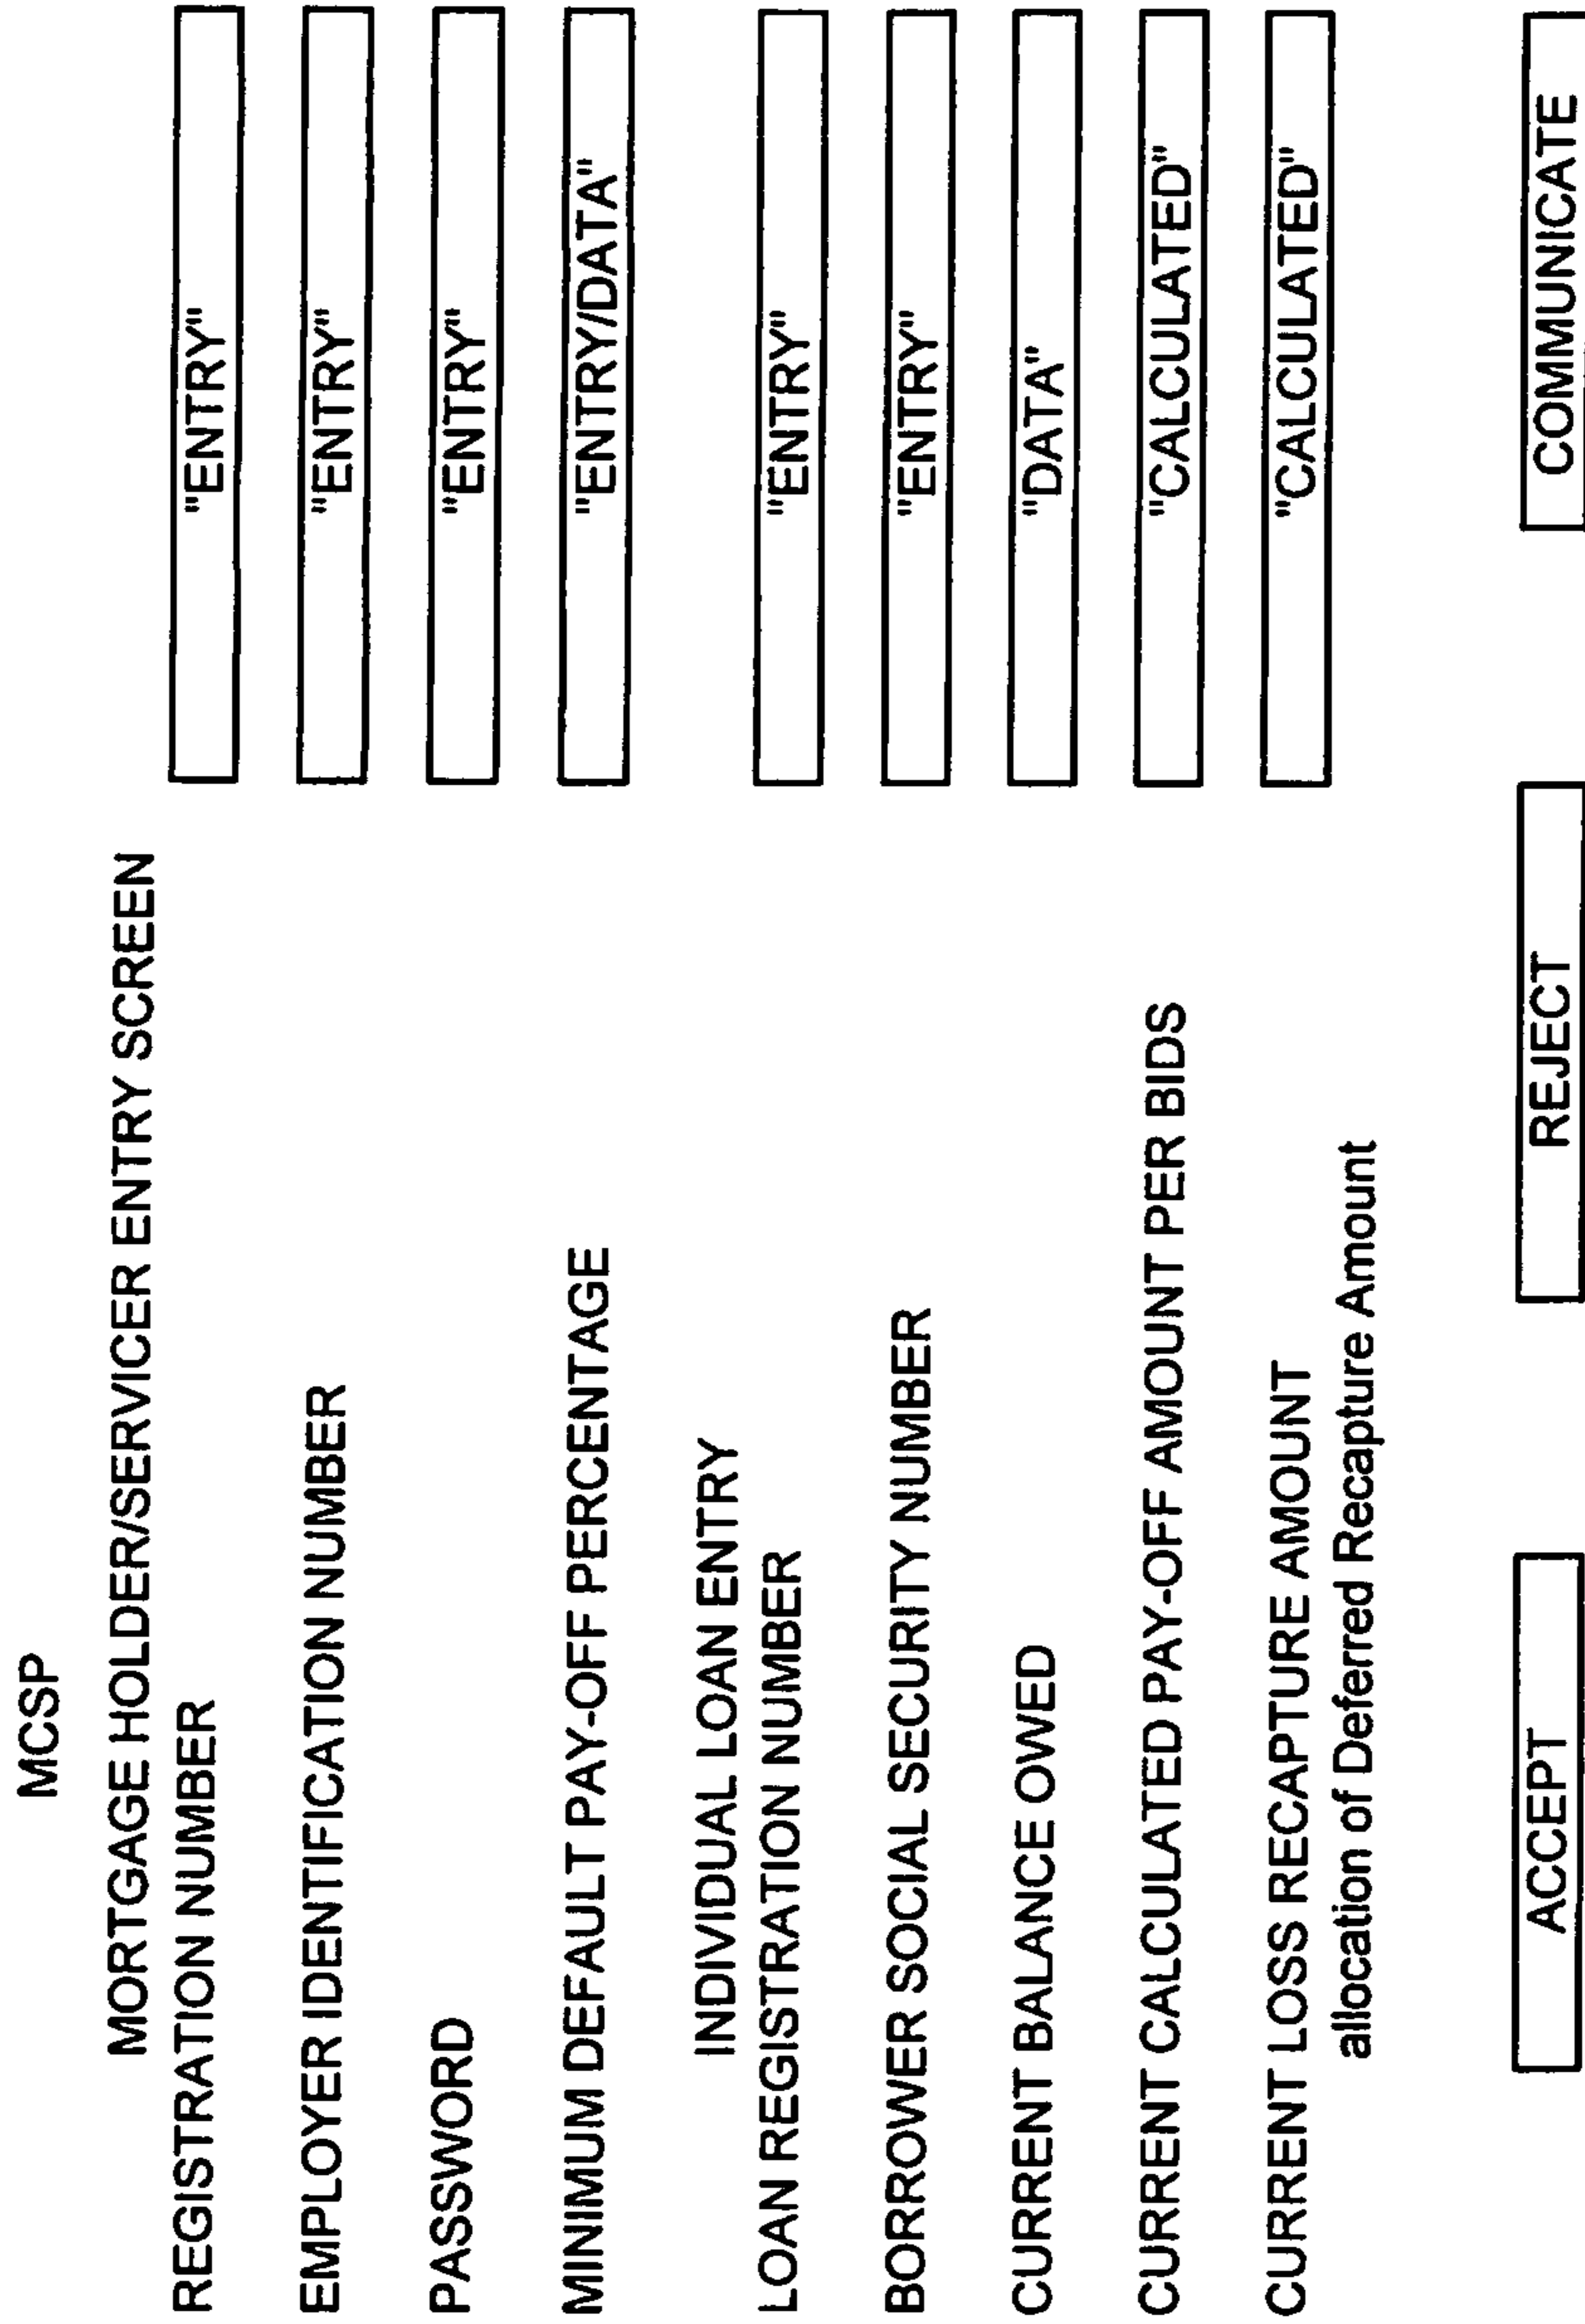 MCSP
MORTGAGE HOLDER/SERVICER ENTRY SCREEN
REGISTRATION NUMBER "ENTRY"
EMPLOYER IDENTIFICATION NUMBER "ENTRY"
PASSWORD "ENTRY"
MINIMUM DEFAULT PAY-OFF PERCENTAGE "ENTRY/DATA"
INDIVIDUAL LOAN ENTRY
LOAN REGISTRATION NUMBER "ENTRY"
BORROWER SOCIAL SECURITY NUMBER "ENTRY"
CURRENT BALANCE OWED "DATA"
CURRENT CALCULATED PAY-OFF AMOUNT PER BIDS "CALCULATED"
CURRENT LOSS RECAPTURE AMOUNT "CALCULATED"
allocation of Deferred Recapture Amount
ACCEPT REJECT COMMUNICATE